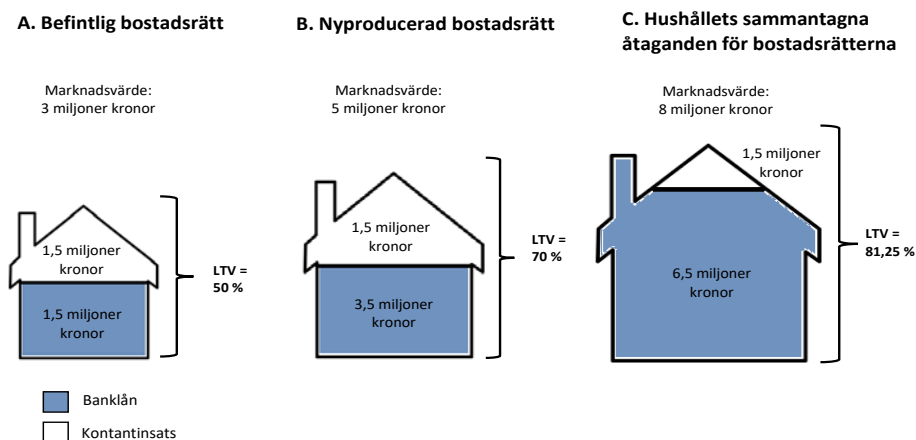 A. Befintlig bostadsrätt
Marknadsvärde:
3 miljoner kronor
1,5 miljoner
kronor
1,5 miljoner
kronor
LTV =
50 %
B. Nyproducerad bostadsrätt
Marknadsvärde:
5 miljoner kronor
1,5 miljoner
kronor
3,5 miljoner
kronor
LTV =
70 %
C. Hushållets sammantagna
åtaganden för bostadsrätterna
Marknadsvärde:
8 miljoner kronor
1,5 miljoner
kronor
6,5 miljoner
kronor
LTV =
81,25 %
Banklån
Kontantinsats